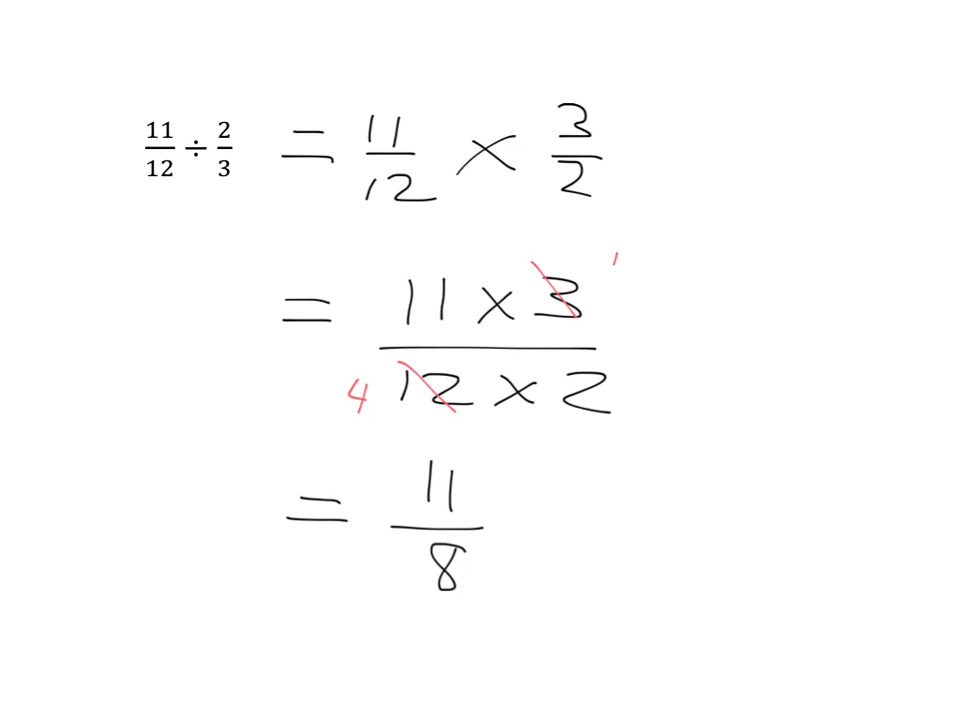 11/12 ÷ 2/3 = 11/12 × 3/2
= 11 × 3 1 / 4 12 × 2
= 11/8